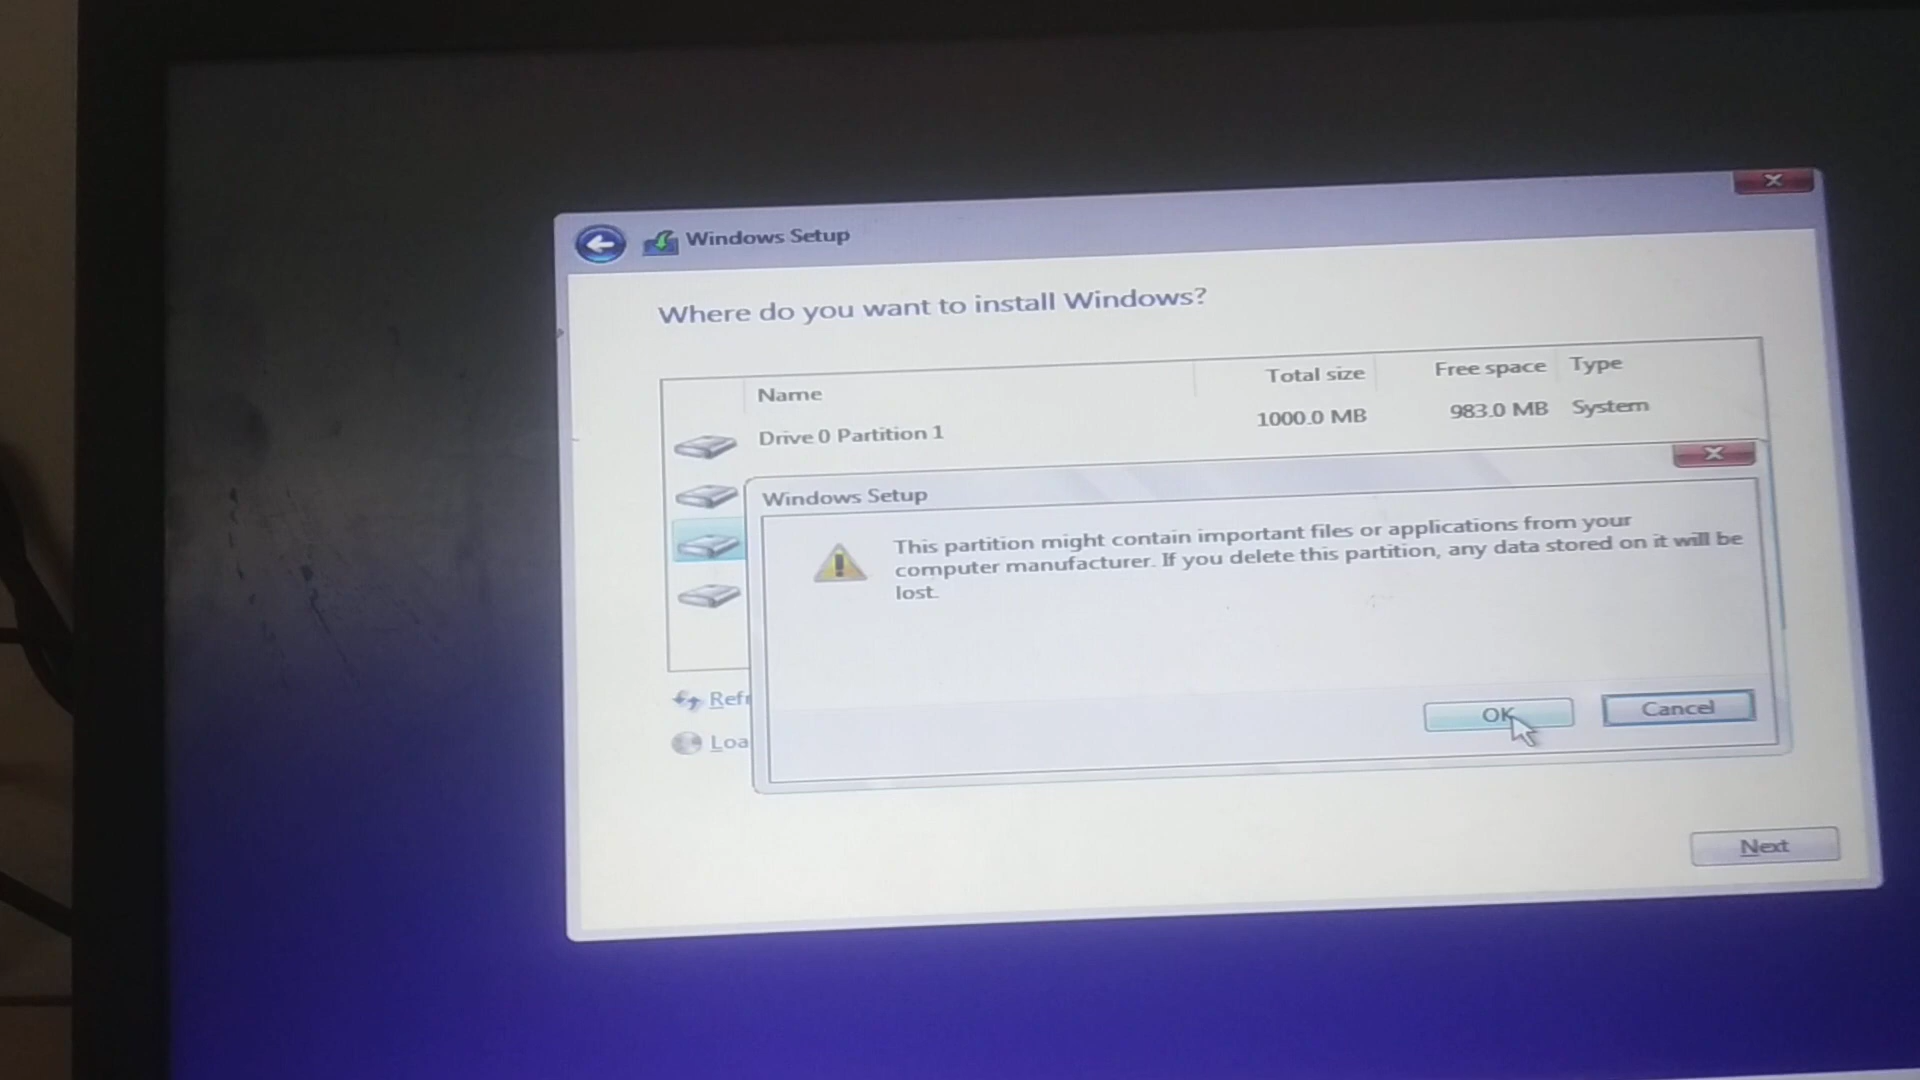 Windows Setup
Where do you want to install Windows?
Name Total size Free space Type
Drive 0 Partition 1 1000.0 MB 983.0 MB System
Windows Setup
This partition might contain important files or applications from your
computer manufacturer. If you delete this partition, any data stored on it will be
lost.
OK Cancel
Refr
Loa
Next